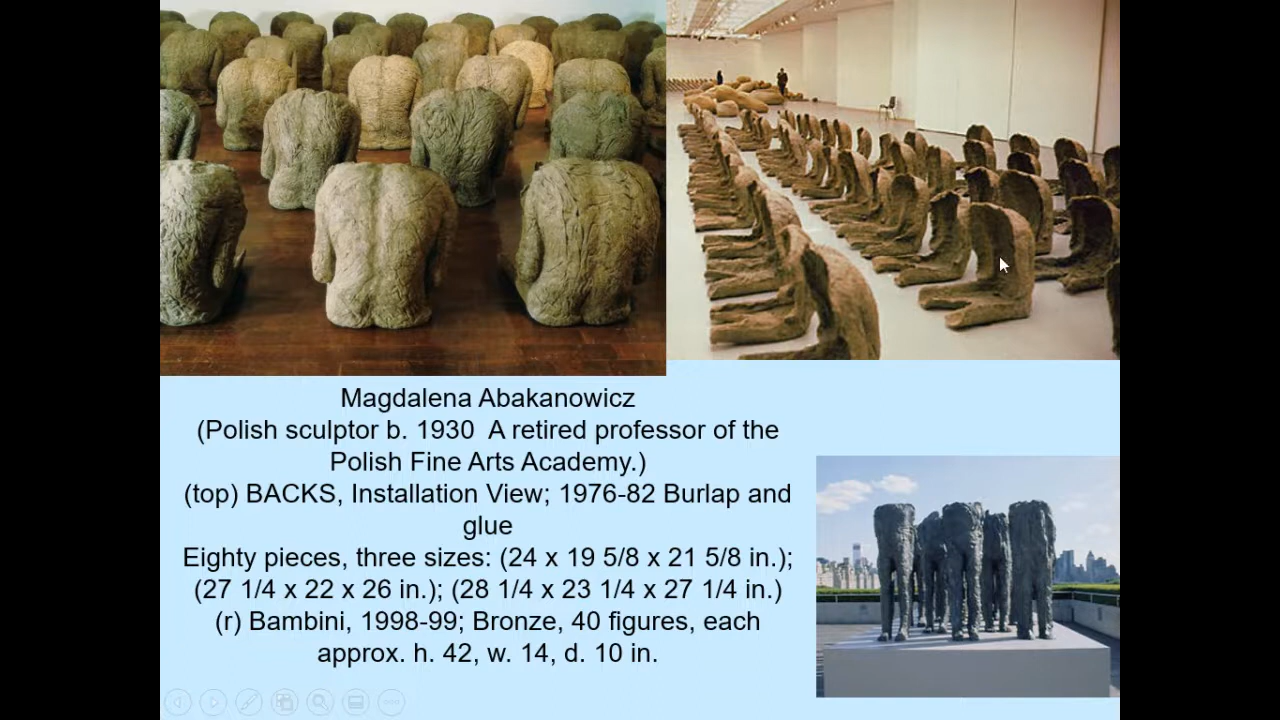 Magdalena Abakanowicz
(Polish sculptor b. 1930  A retired professor of the
Polish Fine Arts Academy.)
(top) BACKS, Installation View; 1976-82 Burlap and
glue
Eighty pieces, three sizes: (24 x 19 5/8 x 21 5/8 in.);
(27 1/4 x 22 x 26 in.); (28 1/4 x 23 1/4 x 27 1/4 in.)
(r) Bambini, 1998-99; Bronze, 40 figures, each
approx. h. 42, w. 14, d. 10 in.